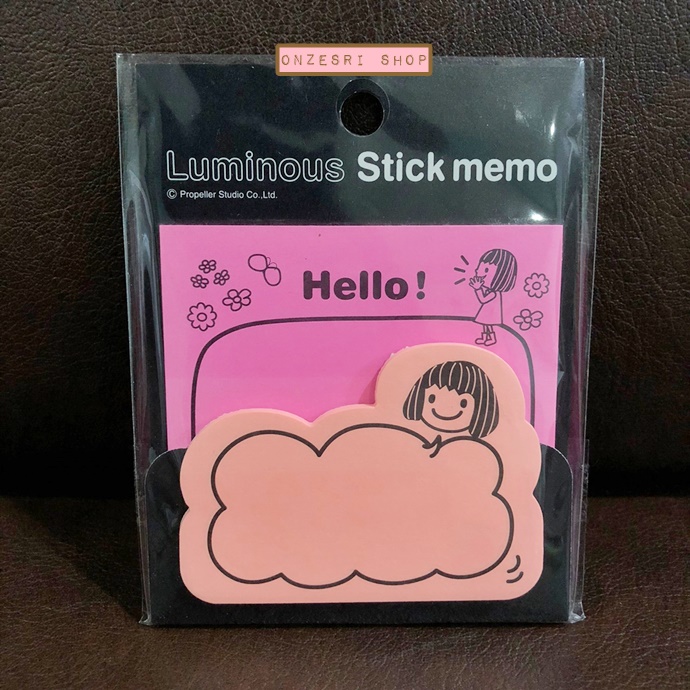 ONZESRI SHOP
Luminous Stick memo
© Propeller Studio Co.,Ltd.
Hello!